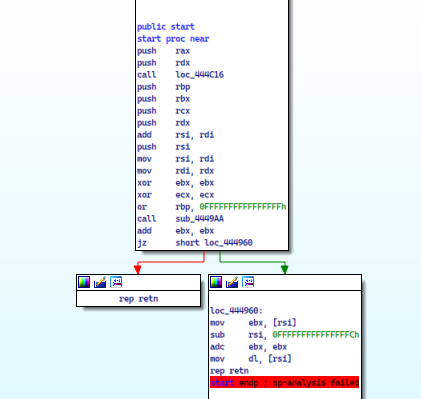 public start
start proc near
push rax
push rdx
call loc_444C16
push rbp
push rbx
push rcx
push rdx
add rsi, rdi
push rsi
mov rsi, rdi
mov rdi, rdx
xor ebx, ebx
xor ecx, ecx
or rbp, 0FFFFFFFFFFFFFFFFh
call sub_4449AA
add ebx, ebx
jz short loc_444960
rep retn
loc_444960:
mov ebx, [rsi]
sub rsi, 0FFFFFFFFFFFFFFFCh
adc ebx, ebx
mov dl, [rsi]
rep retn
start endp ; sp-analysis failed